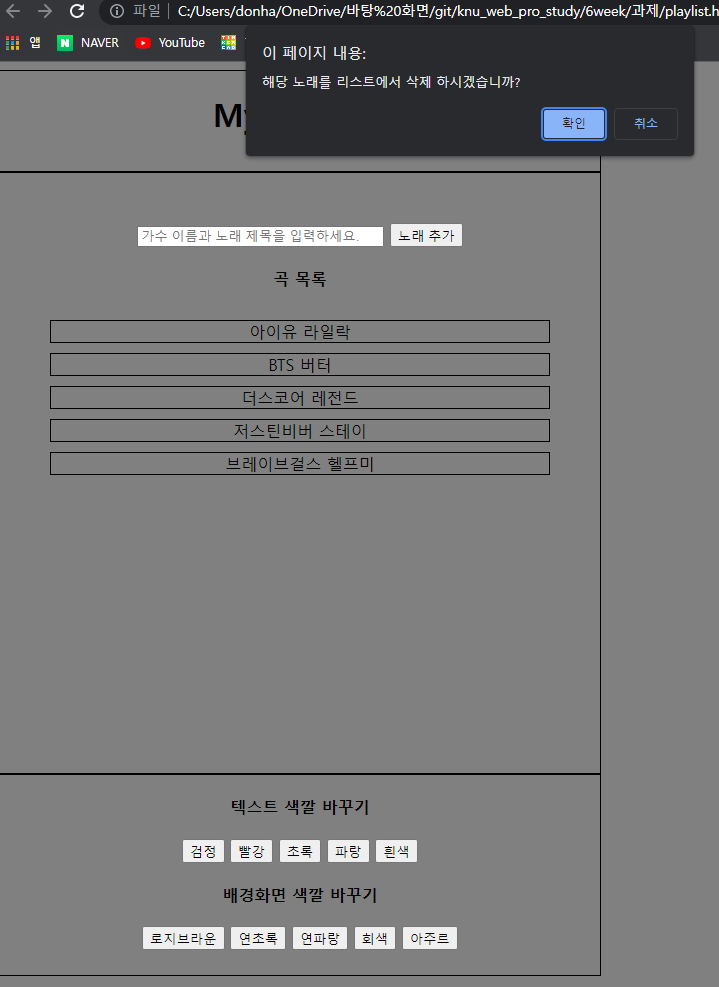 파일 C:/Users/donha/OneDrive/바탕%20화면/git/knu_web_pro_study/6week/과제/playlist.h
앱 NAVER YouTube
이 페이지 내용:
해당 노래를 리스트에서 삭제 하시겠습니까?
확인 취소
My
가수 이름과 노래 제목을 입력하세요. 노래 추가
곡 목록
아이유 라일락
BTS 버터
더스코어 레전드
저스틴비버 스테이
브레이브걸스 헬프미
텍스트 색깔 바꾸기
검정 빨강 초록 파랑 흰색
배경화면 색깔 바꾸기
로지브라운 연초록 연파랑 회색 아주르